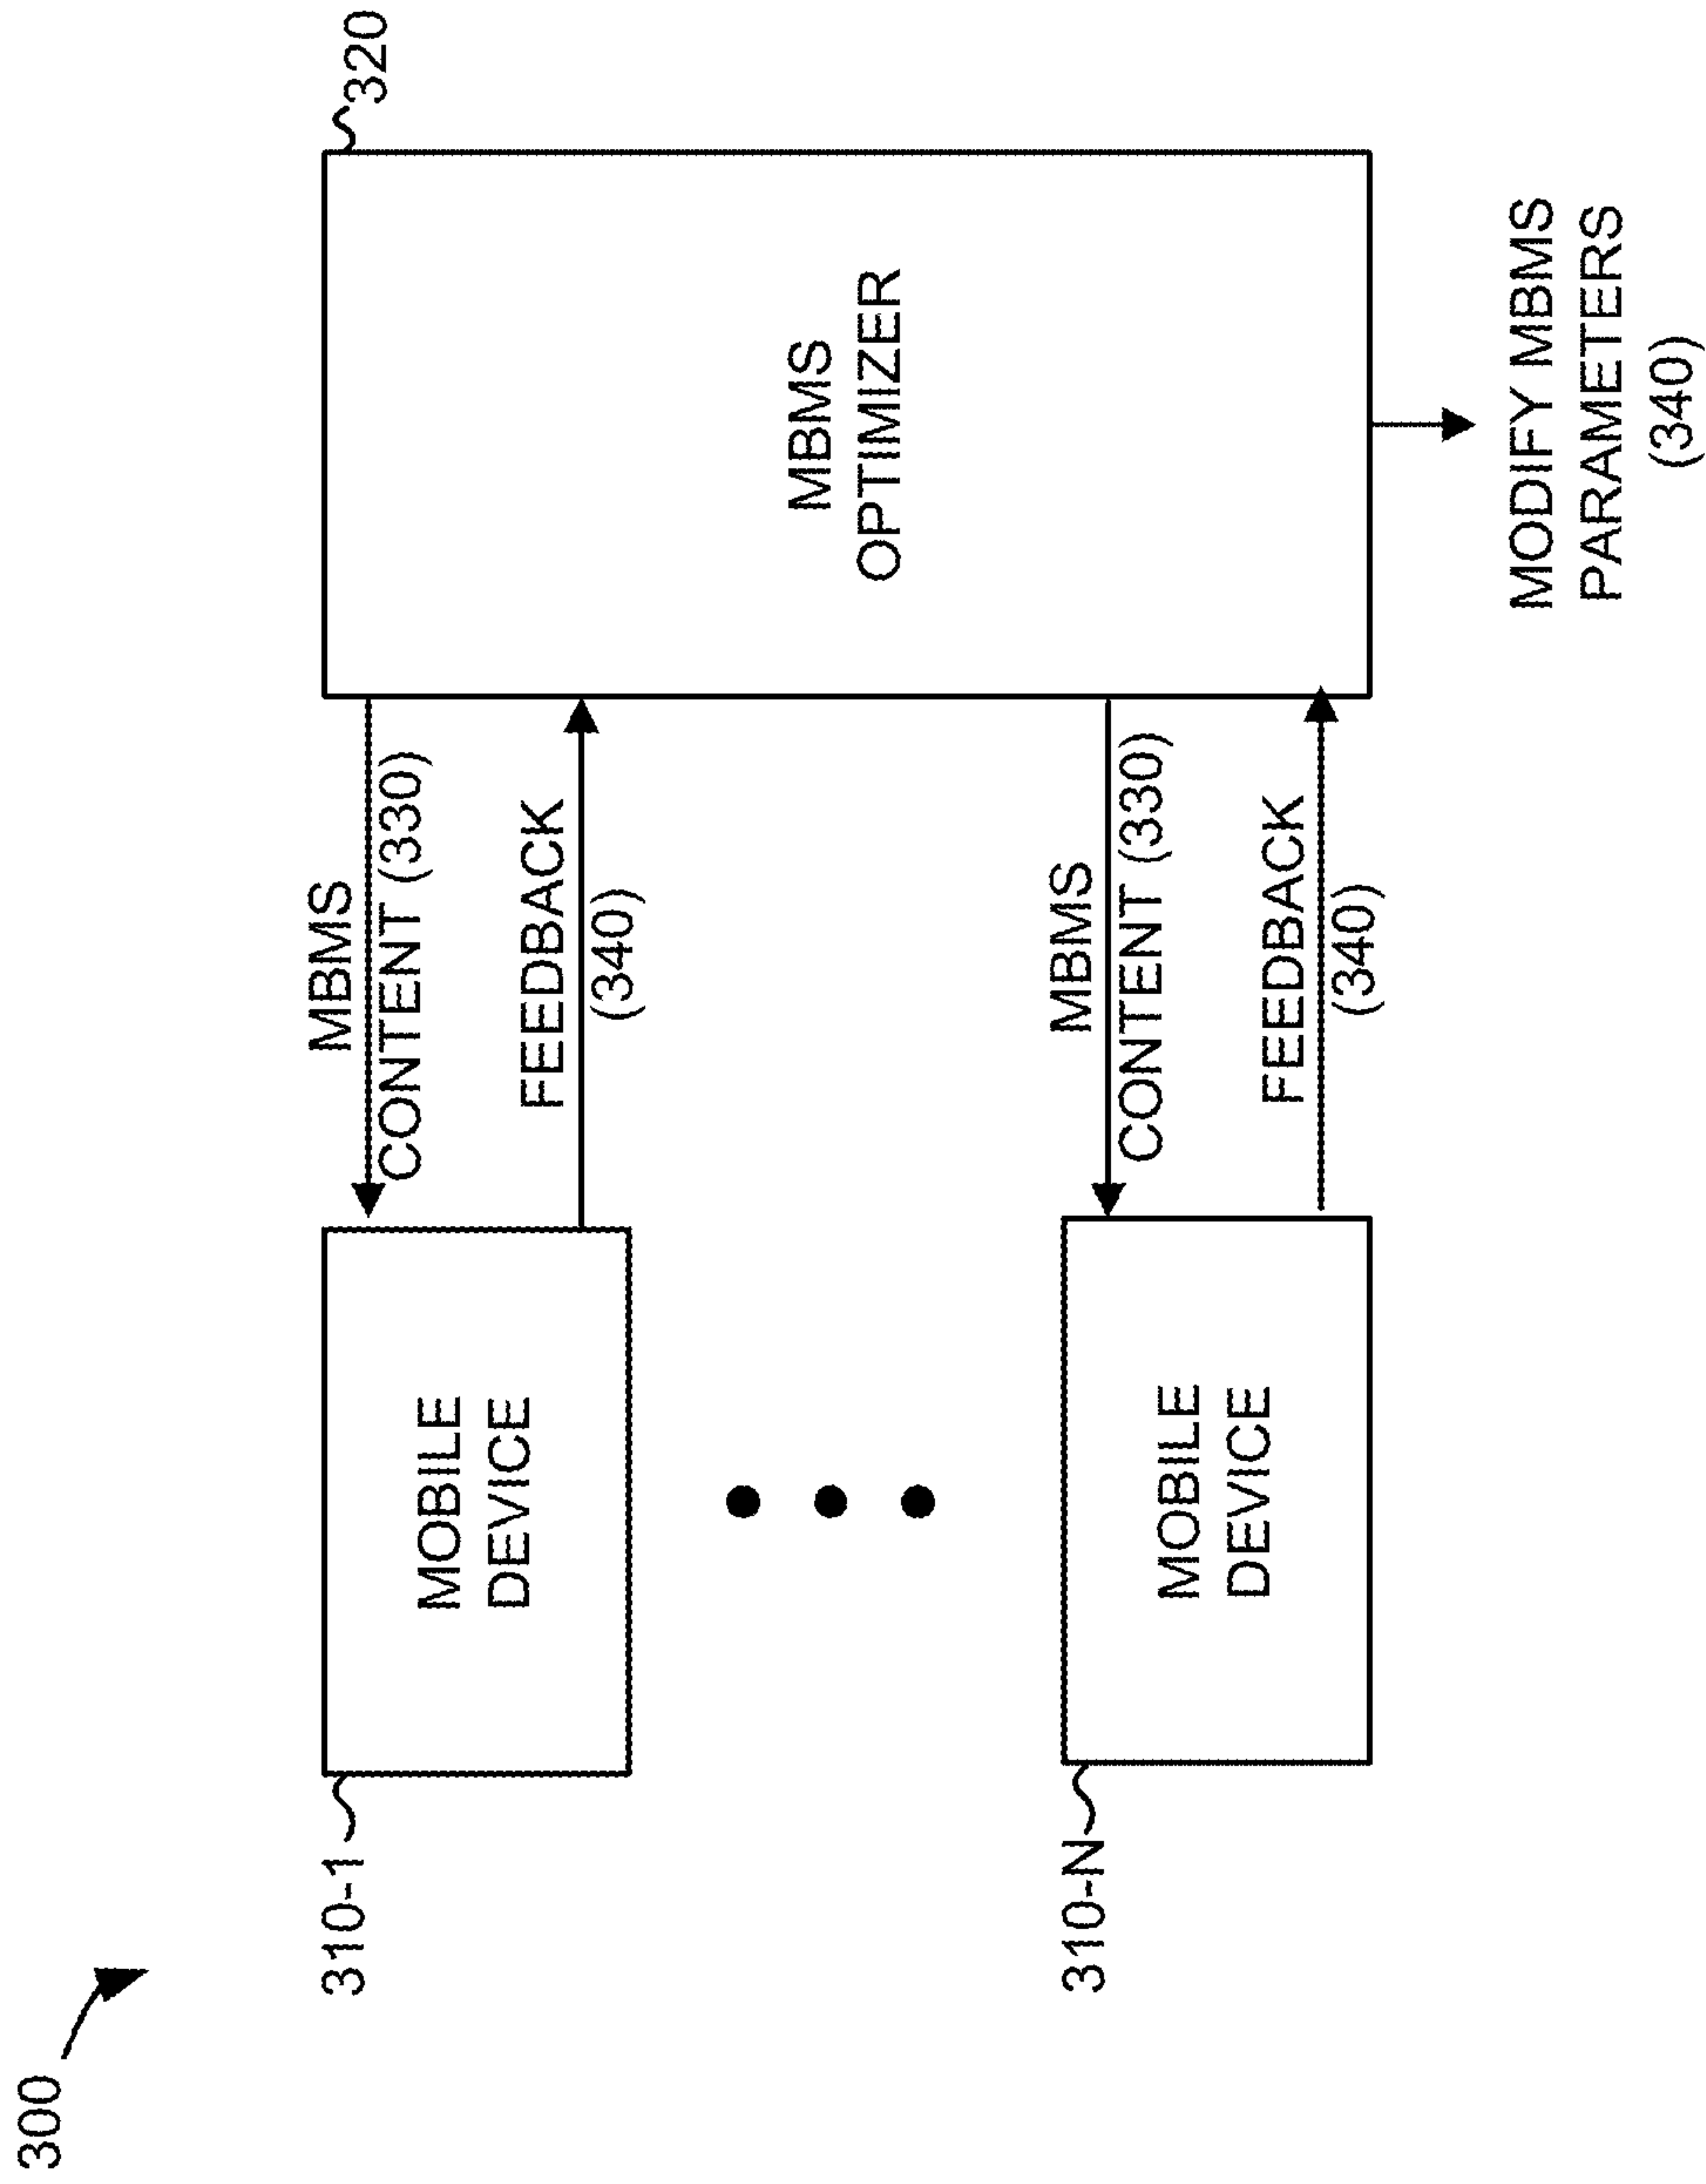 300
310-1
MOBILE
DEVICE
MBMS
CONTENT (330)
FEEDBACK
(340)
320
MBMS
OPTIMIZER
310-N
MOBILE
DEVICE
MBMS
CONTENT (330)
FEEDBACK
(340)
MODIFY MBMS
PARAMETERS
(340)